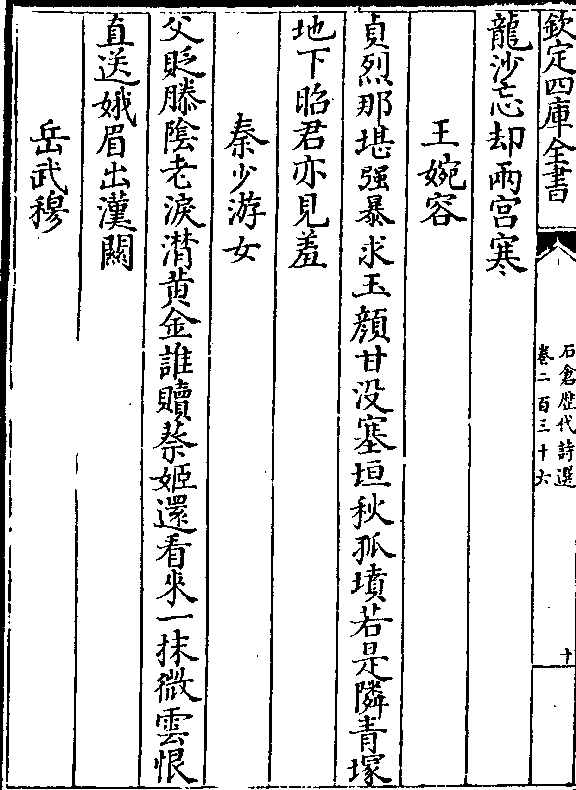 欽定四庫全書
石倉歴代詩選
卷二百三十六
十
龍沙忘却兩宫寒
王婉容
貞烈那堪强暴求玉顔甘没塞垣秋孤墳若是隣青塚
地下昭君亦見羞
秦少游女
父貶滕隂老淚潸黄金誰贖蔡姬還看來一抹微雲恨
直送娥眉出漢關
岳武穆